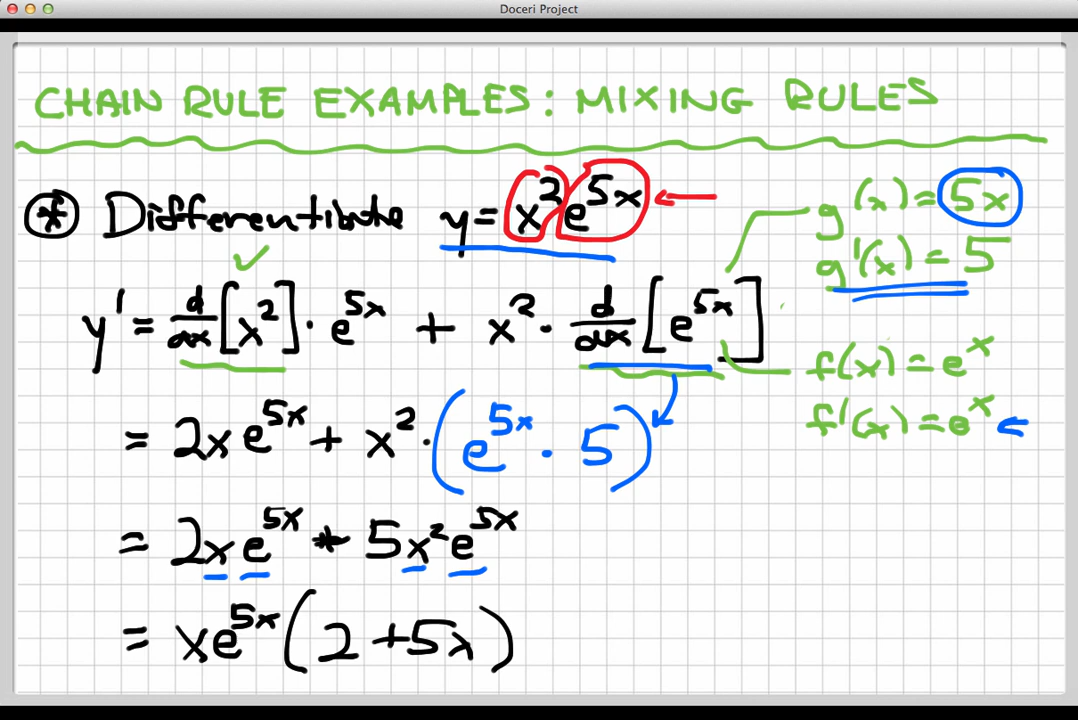 Doceri Project
CHAIN RULE EXAMPLES: MIXING RULES
* Differentiate y = x²e^5x ←
g(x) = 5x
g'(x) = 5
✓
y' = d/dx [x²] · e^5x + x² · d/dx [e^5x]
f(x) = e^x
f'(x) = e^x ←
= 2xe^5x + x² · (e^5x · 5)
= 2xe^5x + 5x²e^5x
= xe^5x (2 + 5x)